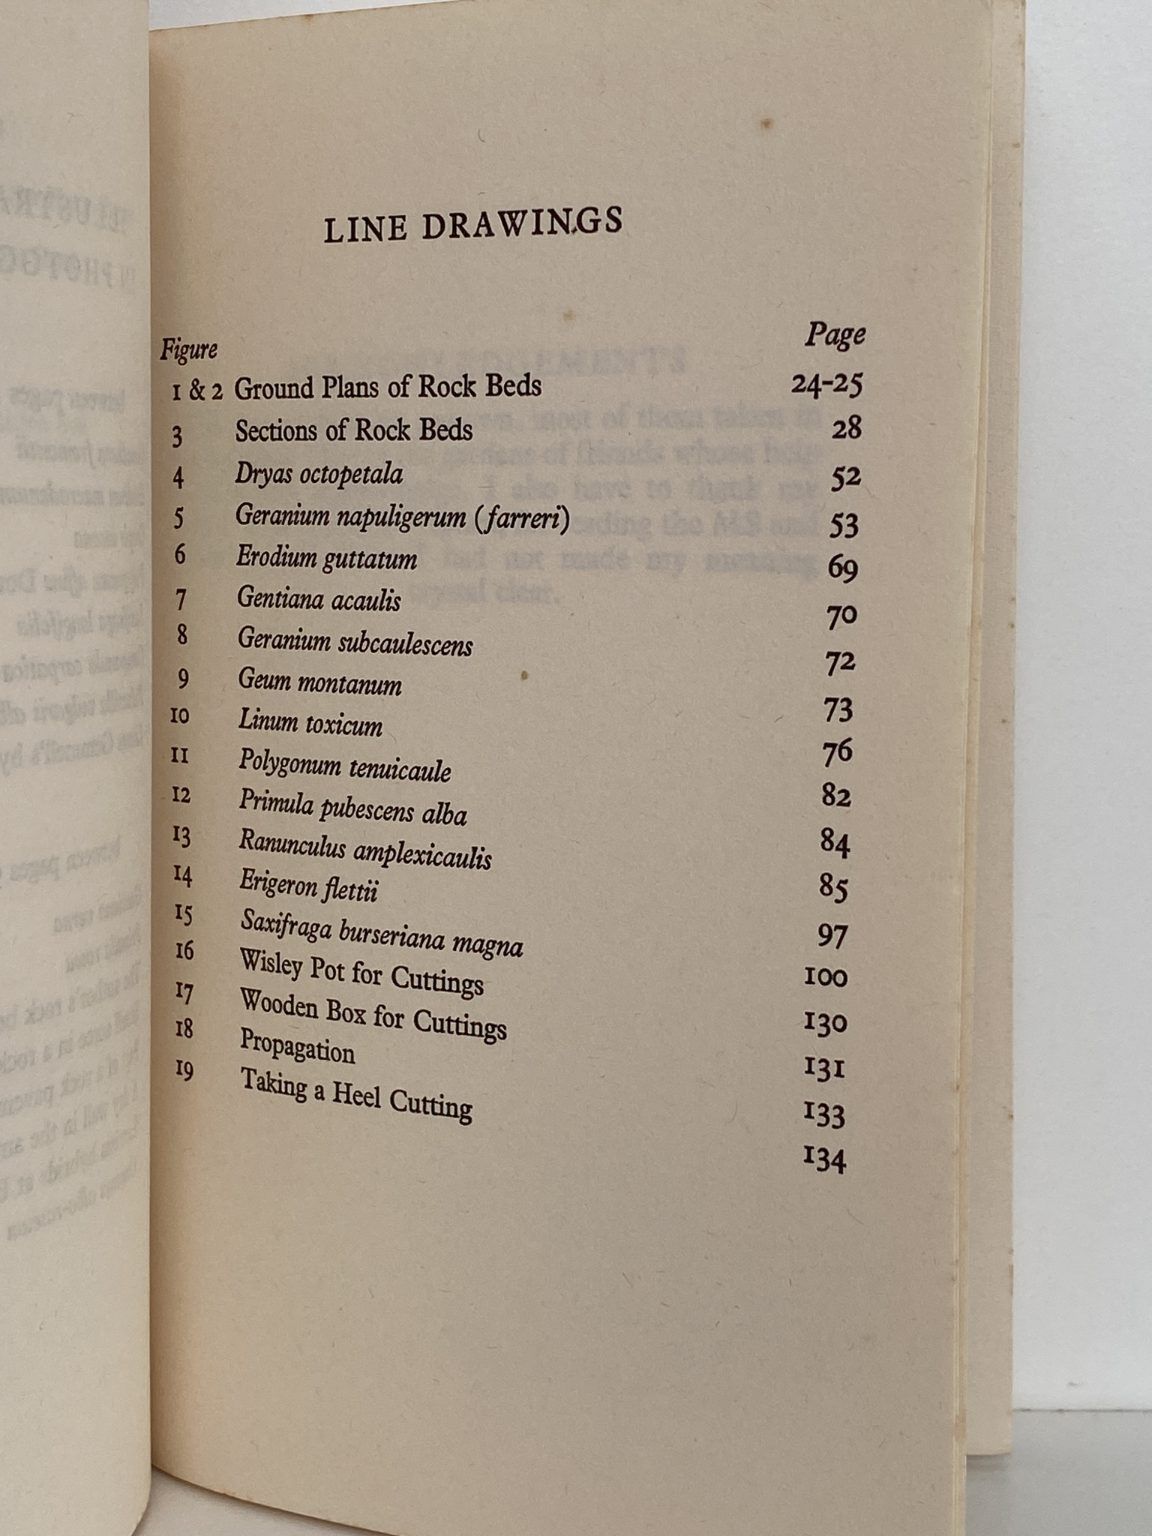 LINE DRAWINGS
Figure Page
1 & 2 Ground Plans of Rock Beds 24-25
3 Sections of Rock Beds 28
4 Dryas octopetala 52
5 Geranium napuligerum (farreri) 53
6 Erodium guttatum 69
7 Gentiana acaulis 70
8 Geranium subcaulescens 72
9 Geum montanum 73
10 Linum toxicum 76
11 Polygonum tenuicaule 82
12 Primula pubescens alba 84
13 Ranunculus amplexicaulis 85
14 Erigeron flettii 97
15 Saxifraga burseriana magna 100
16 Wisley Pot for Cuttings 130
17 Wooden Box for Cuttings 131
18 Propagation 133
19 Taking a Heel Cutting 134